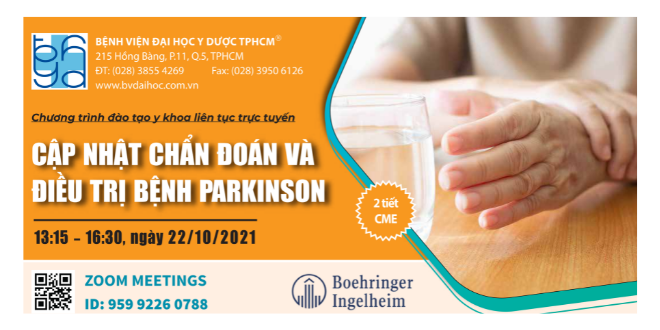 BỆNH VIỆN ĐẠI HỌC Y DƯỢC TPHCM®
215 Hồng Bàng, P.11, Q.5, TPHCM
ĐT: (028) 3855 4269 Fax: (028) 3950 6126
www.bvdaihoc.com.vn
Chương trình đào tạo y khoa liên tục trực tuyến
CẬP NHẬT CHẨN ĐOÁN VÀ
ĐIỀU TRỊ BỆNH PARKINSON
2 tiết
CME
13:15 - 16:30, ngày 22/10/2021
ZOOM MEETINGS
ID: 959 9226 0788
Boehringer
Ingelheim